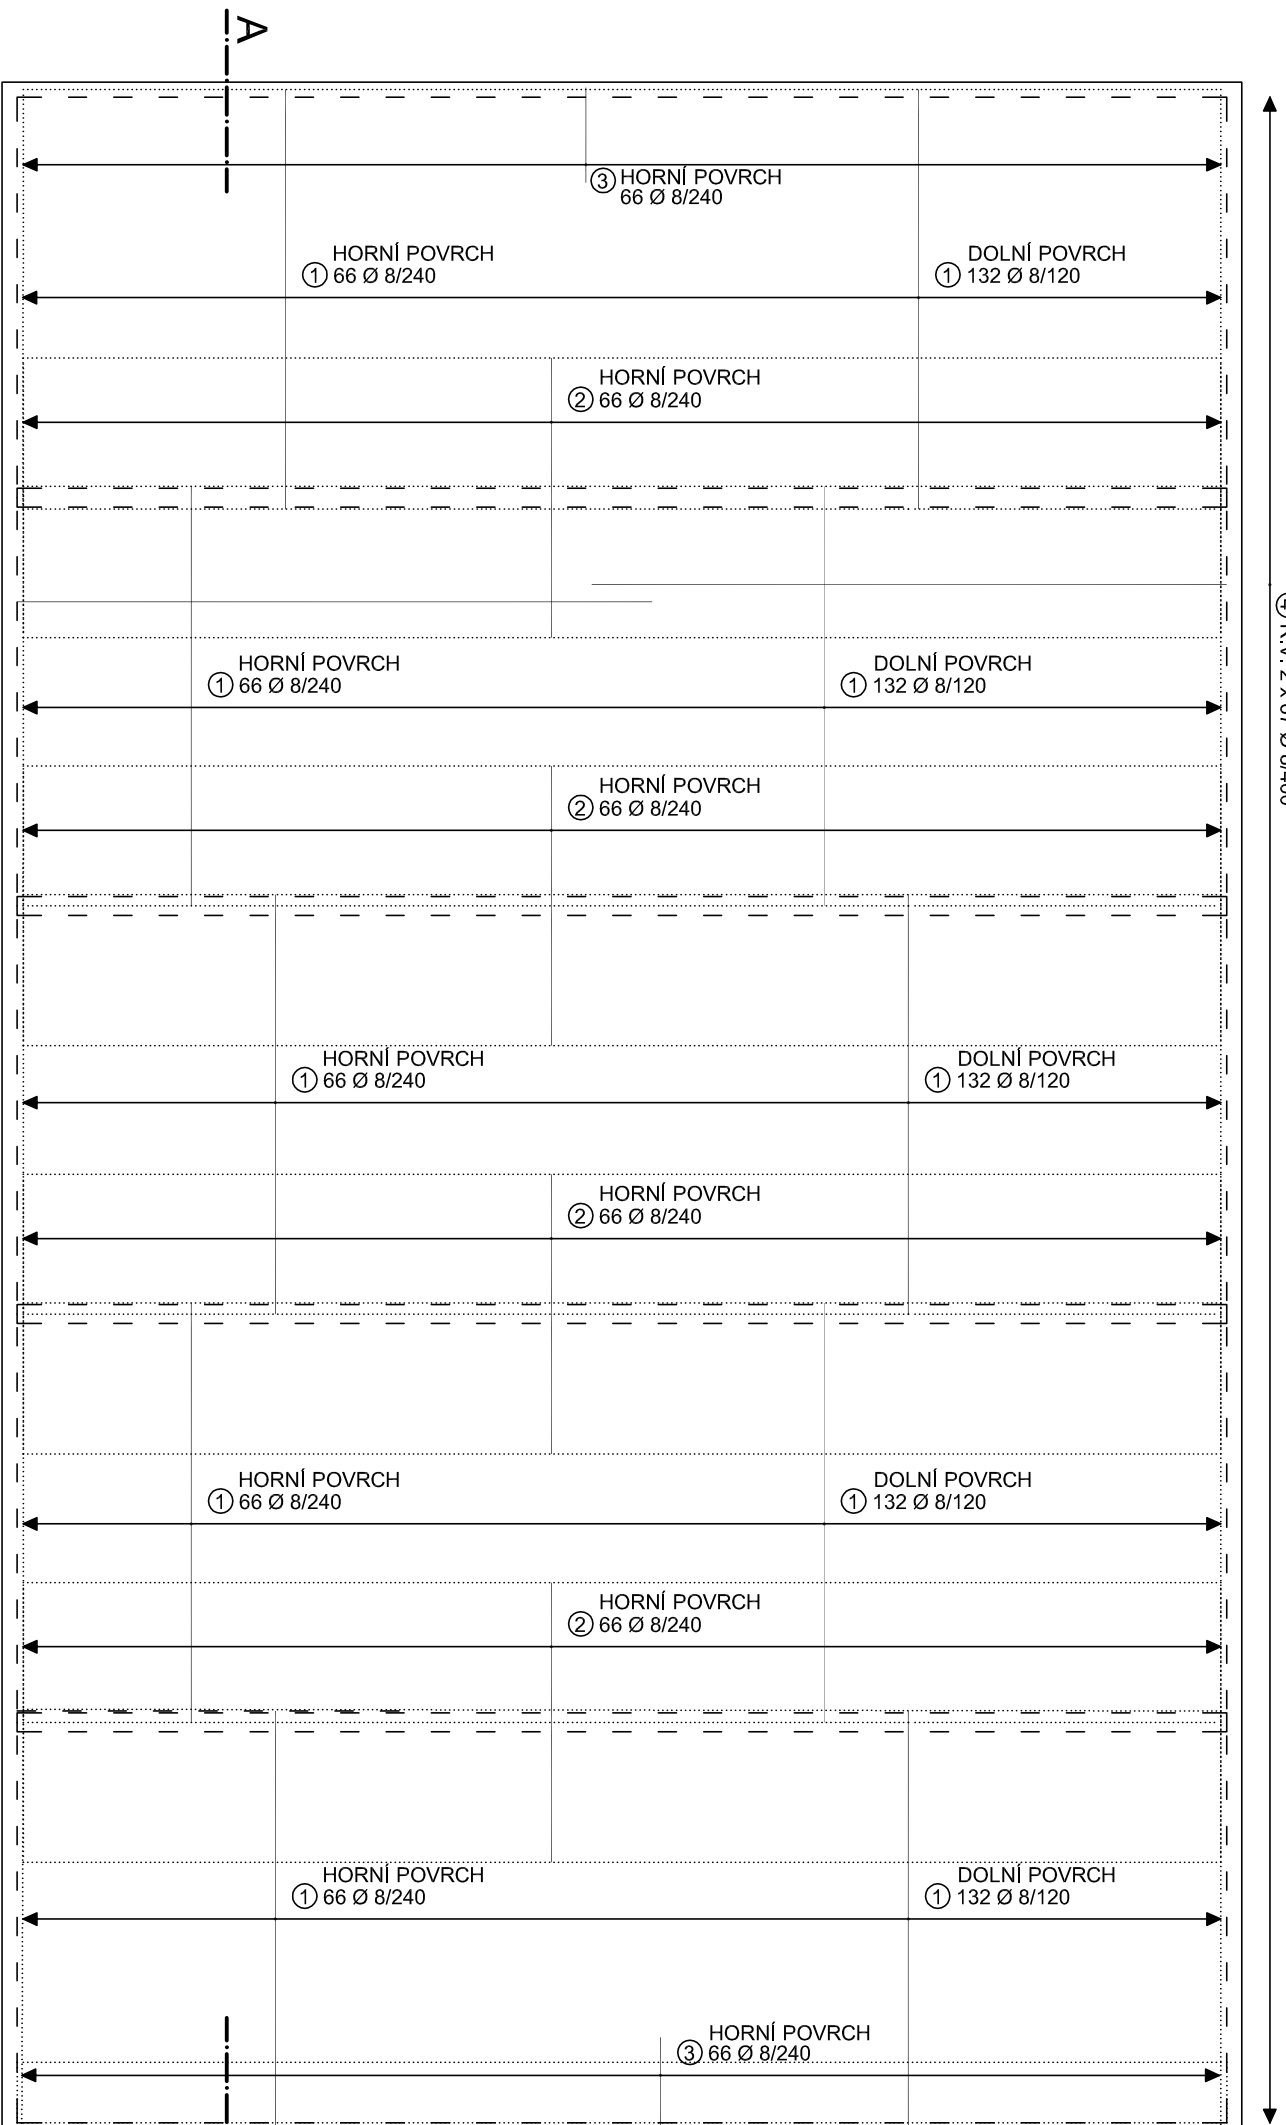 A
③ HORNÍ POVRCH
66 Ø 8/240
HORNÍ POVRCH
① 66 Ø 8/240
DOLNÍ POVRCH
① 132 Ø 8/120
HORNÍ POVRCH
② 66 Ø 8/240
HORNÍ POVRCH
① 66 Ø 8/240
DOLNÍ POVRCH
① 132 Ø 8/120
HORNÍ POVRCH
② 66 Ø 8/240
HORNÍ POVRCH
① 66 Ø 8/240
DOLNÍ POVRCH
① 132 Ø 8/120
HORNÍ POVRCH
② 66 Ø 8/240
HORNÍ POVRCH
① 66 Ø 8/240
DOLNÍ POVRCH
① 132 Ø 8/120
HORNÍ POVRCH
② 66 Ø 8/240
HORNÍ POVRCH
① 66 Ø 8/240
DOLNÍ POVRCH
① 132 Ø 8/120
HORNÍ POVRCH
③ 66 Ø 8/240